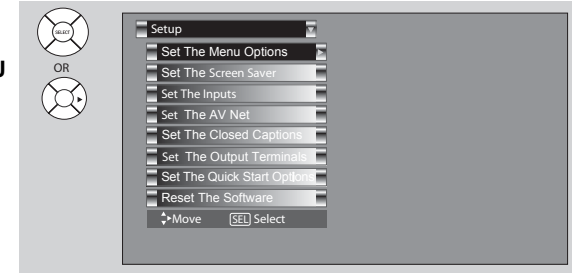 SELECT
OR
Setup
Set The Menu Options
Set The Screen Saver
Set The Inputs
Set The AV Net
Set The Closed Captions
Set The Output Terminals
Set The Quick Start Options
Reset The Software
Move SEL Select